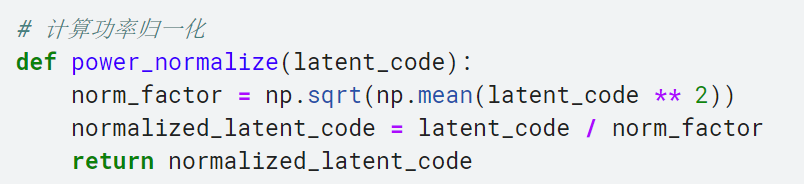 # 计算功率归一化
def power_normalize(latent_code):
    norm_factor = np.sqrt(np.mean(latent_code ** 2))
    normalized_latent_code = latent_code / norm_factor
    return normalized_latent_code